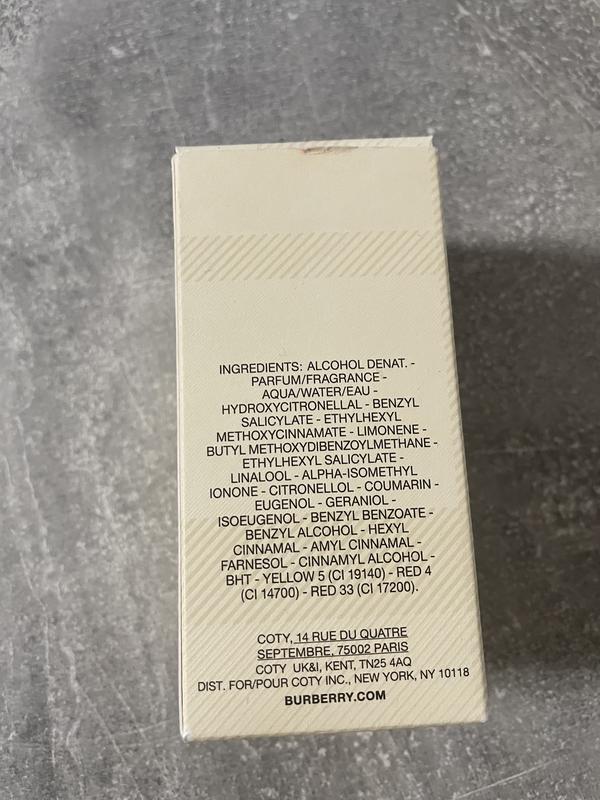 INGREDIENTS: ALCOHOL DENAT. -
PARFUM/FRAGRANCE -
AQUA/WATER/EAU -
HYDROXYCITRONELLAL - BENZYL
SALICYLATE - ETHYLHEXYL
METHOXYCINNAMATE - LIMONENE -
BUTYL METHOXYDIBENZOYLMETHANE -
ETHYLHEXYL SALICYLATE -
LINALOOL - ALPHA-ISOMETHYL
IONONE - CITRONELLOL - COUMARIN -
EUGENOL - GERANIOL -
ISOEUGENOL - BENZYL BENZOATE -
BENZYL ALCOHOL - HEXYL
CINNAMAL - AMYL CINNAMAL -
FARNESOL - CINNAMYL ALCOHOL -
BHT - YELLOW 5 (CI 19140) - RED 4
(CI 14700) - RED 33 (CI 17200).
COTY, 14 RUE DU QUATRE
SEPTEMBRE, 75002 PARIS
COTY UK&I, KENT, TN25 4AQ
DIST. FOR/POUR COTY INC., NEW YORK, NY 10118
BURBERRY.COM